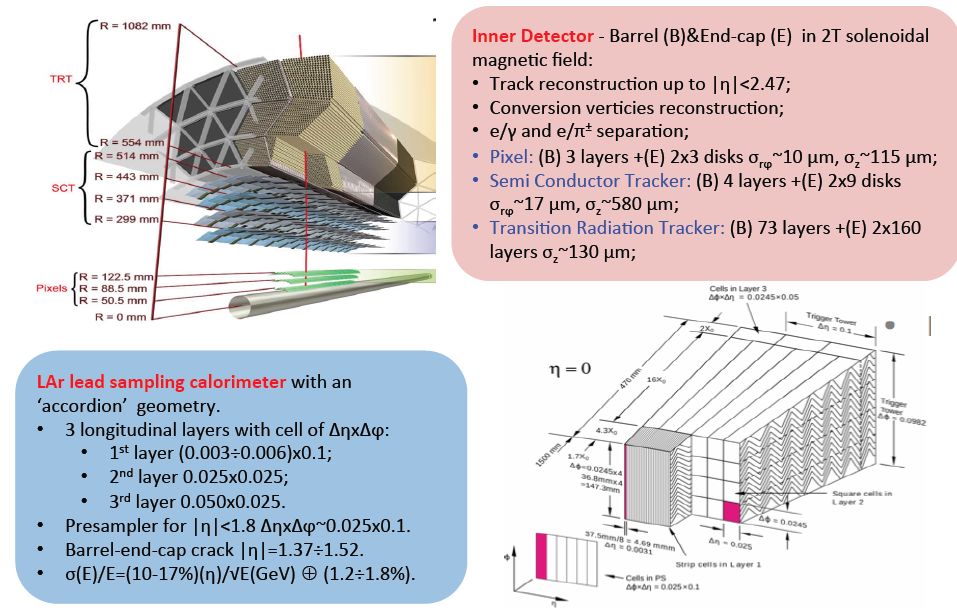 R = 1082 mm
TRT
R = 554 mm
R = 514 mm
R = 443 mm
SCT
R = 371 mm
R = 299 mm
R = 122.5 mm
Pixels
R = 88.5 mm
R = 50.5 mm
R = 0 mm
Inner Detector - Barrel (B)&End-cap (E) in 2T solenoidal
magnetic field:
• Track reconstruction up to |η|<2.47;
• Conversion verticies reconstruction;
• e/γ and e/π± separation;
• Pixel: (B) 3 layers +(E) 2x3 disks σrφ~10 μm, σz~115 μm;
• Semi Conductor Tracker: (B) 4 layers +(E) 2x9 disks
σrφ~17 μm, σz~580 μm;
• Transition Radiation Tracker: (B) 73 layers +(E) 2x160
layers σz~130 μm;
LAr lead sampling calorimeter with an
‘accordion’ geometry.
• 3 longitudinal layers with cell of ΔηxΔφ:
• 1st layer (0.003÷0.006)x0.1;
• 2nd layer 0.025x0.025;
• 3rd layer 0.050x0.025.
• Presampler for |η|<1.8 ΔηxΔφ~0.025x0.1.
• Barrel-end-cap crack |η|=1.37÷1.52.
• σ(E)/E=(10-17%)(η)/√E(GeV) ⊕ (1.2÷1.8%).
Cells in Layer 3
Δϕ×Δη = 0.0245×0.05
Trigger Tower
Δη = 0.1
2X₀
η = 0
470 mm
16X₀
Trigger
Tower
Δϕ = 0.0982
4.3X₀
1500 mm
1.7X₀
Δϕ=0.0245x4
36.8mmx4
=147.3mm
Square cells in
Layer 2
Δϕ = 0.0245
37.5mm/8 = 4.69 mmm
Δη = 0.0031
Δη = 0.025
Strip cells in Layer 1
ϕ
η
Cells in PS
Δϕ×Δη = 0.025×0.1